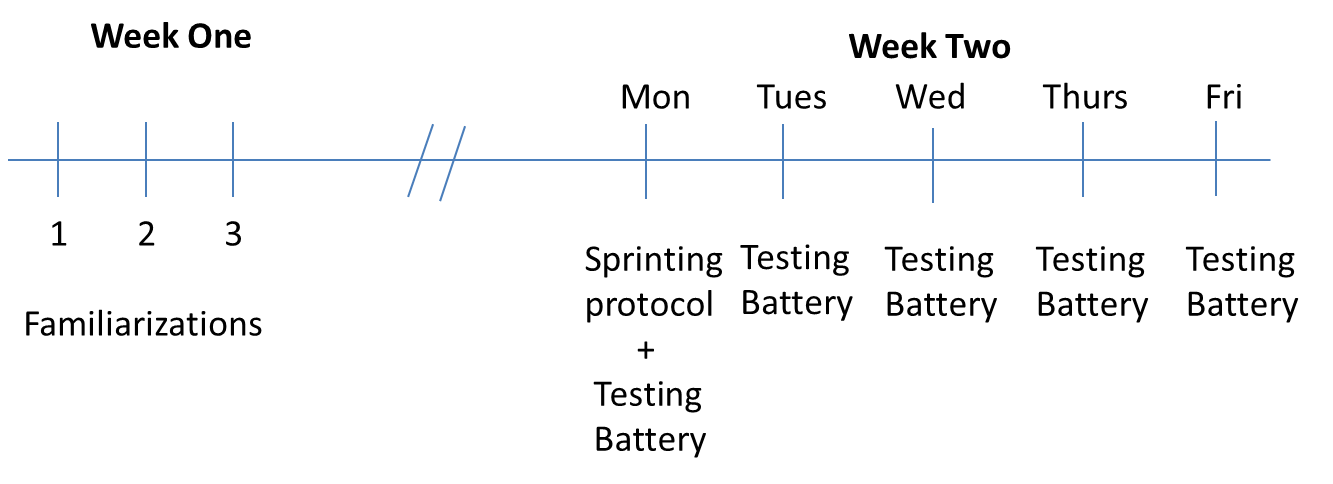 Week One
Week Two
Mon Tues Wed Thurs Fri
1 2 3
Familiarizations
Sprinting
protocol
+
Testing
Battery
Testing
Battery
Testing
Battery
Testing
Battery
Testing
Battery